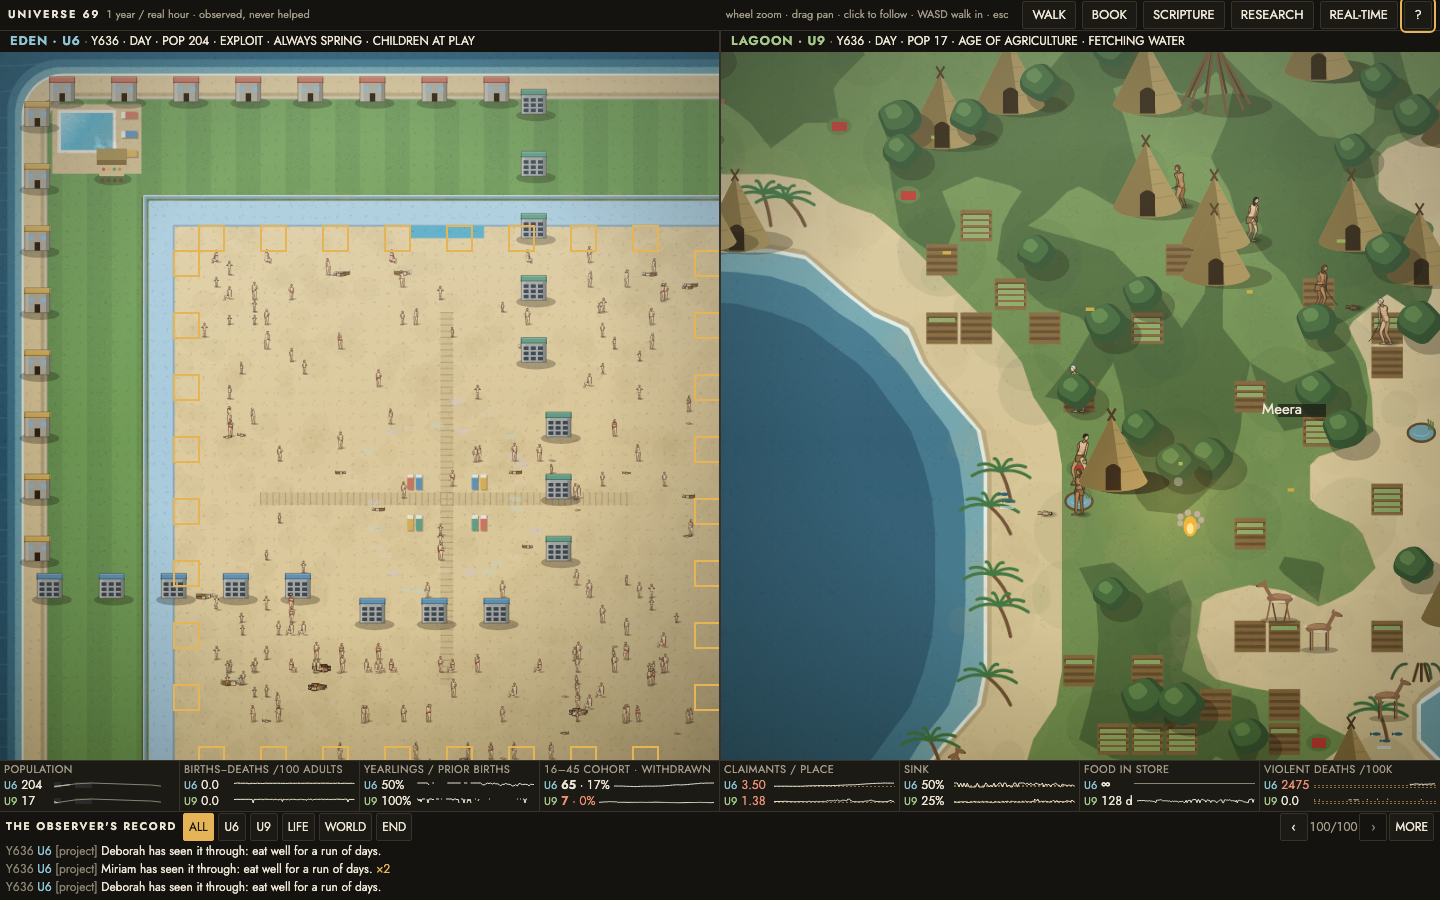 UNIVERSE 69 1 year / real hour · observed, never helped
wheel zoom · drag pan · click to follow · WASD walk in · esc WALK BOOK SCRIPTURE RESEARCH REAL-TIME ?
EDEN · U6 · Y636 · DAY · POP 204 · EXPLOIT · ALWAYS SPRING · CHILDREN AT PLAY
LAGOON · U9 · Y636 · DAY · POP 17 · AGE OF AGRICULTURE · FETCHING WATER
Meera
POPULATION
U6 204
U9 17
BIRTHS–DEATHS /100 ADULTS
U6 0.0
U9 0.0
YEARLINGS / PRIOR BIRTHS
U6 50%
U9 100%
16–45 COHORT · WITHDRAWN
U6 65 · 17%
U9 7 · 0%
CLAIMANTS / PLACE
U6 3.50
U9 1.38
SINK
U6 50%
U9 25%
FOOD IN STORE
U6 ∞
U9 128 d
VIOLENT DEATHS /100K
U6 2475
U9 0.0
THE OBSERVER'S RECORD ALL U6 U9 LIFE WORLD END ‹ 100/100 › MORE
Y636 U6 [project] Deborah has seen it through: eat well for a run of days.
Y636 U6 [project] Miriam has seen it through: eat well for a run of days. ×2
Y636 U6 [project] Deborah has seen it through: eat well for a run of days.